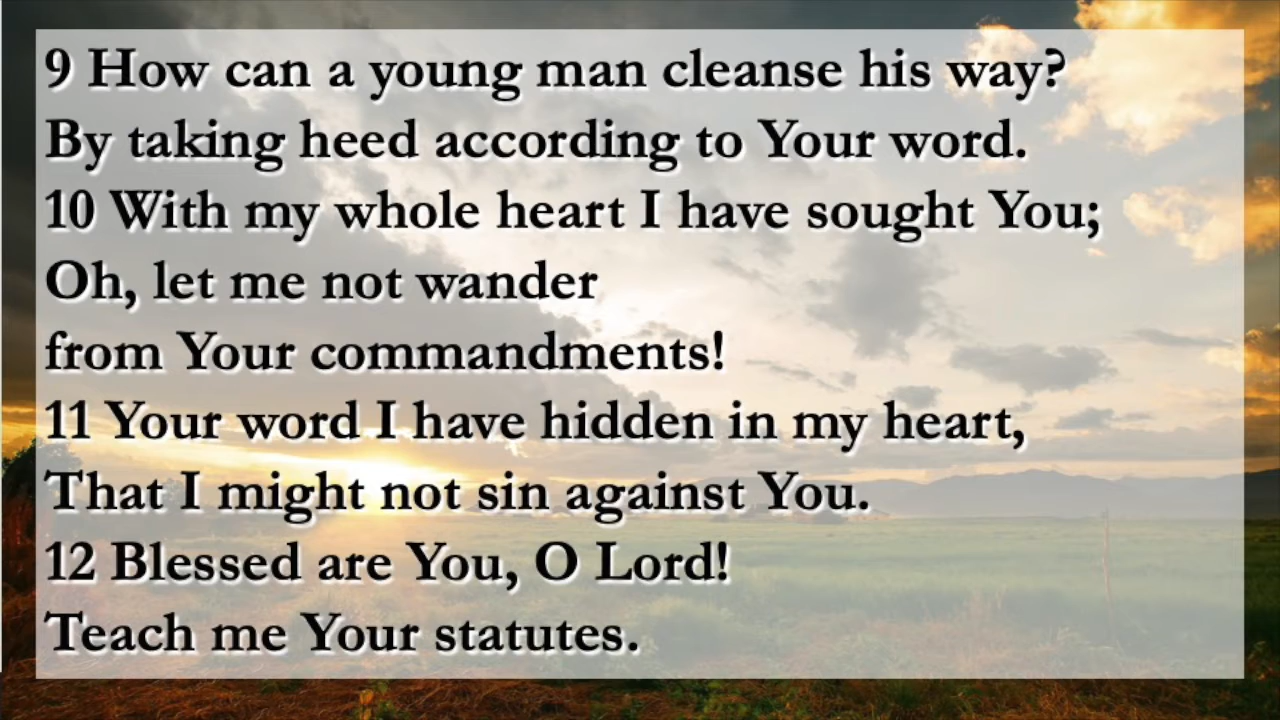 9 How can a young man cleanse his way?
By taking heed according to Your word.
10 With my whole heart I have sought You;
Oh, let me not wander
from Your commandments!
11 Your word I have hidden in my heart,
That I might not sin against You.
12 Blessed are You, O Lord!
Teach me Your statutes.